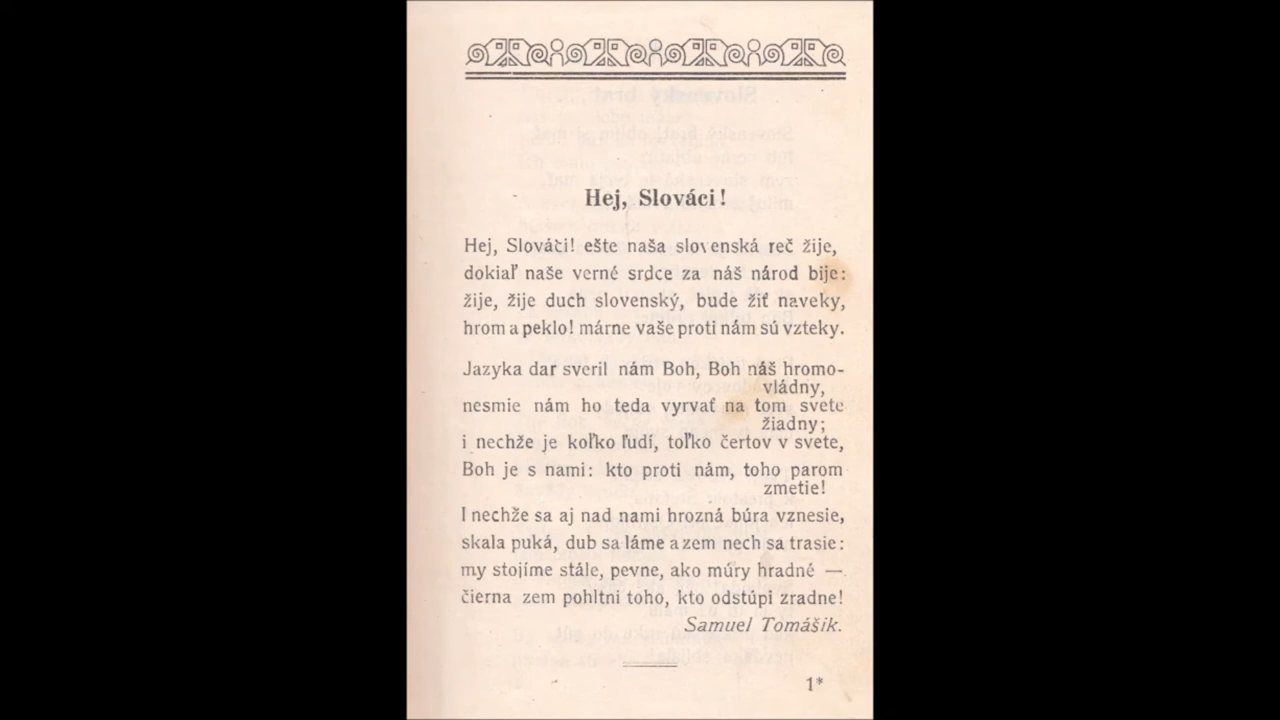 Hej, Slováci!
Hej, Slováci! ešte naša slovenská reč žije,
dokiaľ naše verné srdce za náš národ bije:
žije, žije duch slovenský, bude žiť naveky,
hrom a peklo! márne vaše proti nám sú vzteky.
Jazyka dar sveril nám Boh, Boh náš hromo-
vládny,
nesmie nám ho teda vyrvať na tom svete
žiadny;
i nechže je koľko ľudí, toľko čertov v svete,
Boh je s nami: kto proti nám, toho parom
zmetie!
I nechže sa aj nad nami hrozná búra vznesie,
skala puká, dub sa láme a zem nech sa trasie:
my stojíme stále, pevne, ako múry hradné —
čierna zem pohltni toho, kto odstúpi zradne!
Samuel Tomášik.
1*